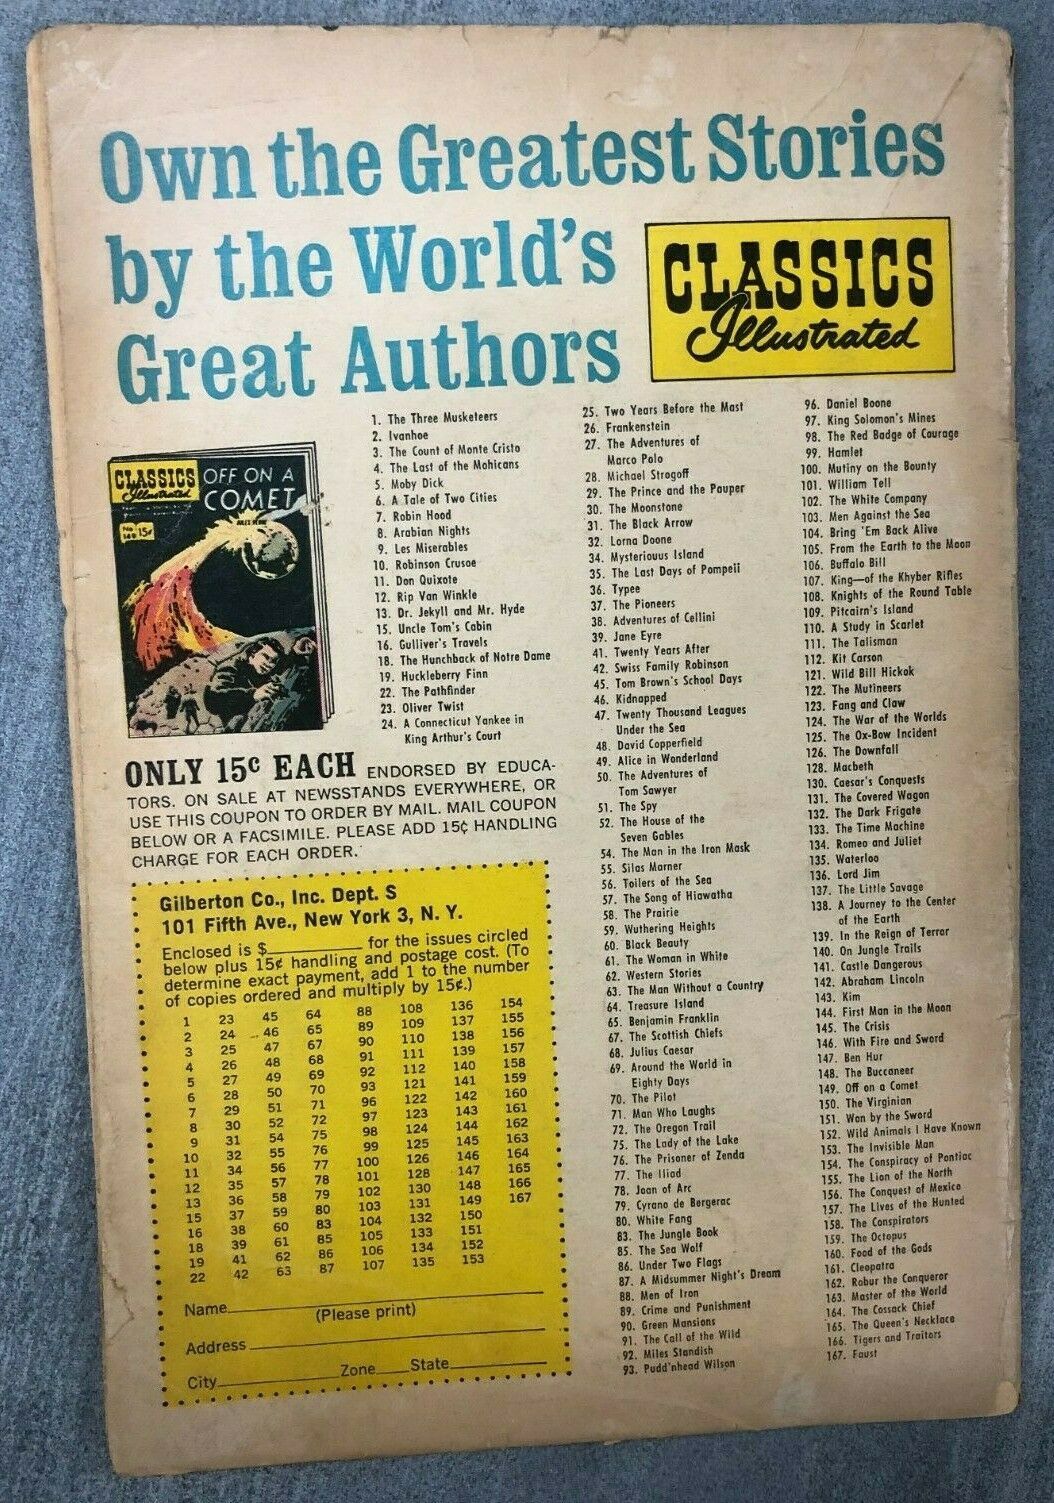 Own the Greatest Stories
by the World's
Great Authors
CLASSICS
Illustrated
CLASSICS
Illustrated
OFF ON A
COMET
JULES VERNE
No.
149
15¢
1. The Three Musketeers
2. Ivanhoe
3. The Count of Monte Cristo
4. The Last of the Mohicans
5. Moby Dick
6. A Tale of Two Cities
7. Robin Hood
8. Arabian Nights
9. Les Miserables
10. Robinson Crusoe
11. Don Quixote
12. Rip Van Winkle
13. Dr. Jekyll and Mr. Hyde
15. Uncle Tom's Cabin
16. Gulliver's Travels
18. The Hunchback of Notre Dame
19. Huckleberry Finn
22. The Pathfinder
23. Oliver Twist
24. A Connecticut Yankee in
King Arthur's Court
25. Two Years Before the Mast
26. Frankenstein
27. The Adventures of
Marco Polo
28. Michael Strogoff
29. The Prince and the Pauper
30. The Moonstone
31. The Black Arrow
32. Lorna Doone
34. Mysteriouus Island
35. The Last Days of Pompeii
36. Typee
37. The Pioneers
38. Adventures of Cellini
39. Jane Eyre
41. Twenty Years After
42. Swiss Family Robinson
45. Tom Brown's School Days
46. Kidnapped
47. Twenty Thousand Leagues
Under the Sea
48. David Copperfield
49. Alice in Wonderland
50. The Adventures of
Tom Sawyer
51. The Spy
52. The House of the
Seven Gables
54. The Man in the Iron Mask
55. Silas Marner
56. Toilers of the Sea
57. The Song of Hiawatha
58. The Prairie
59. Wuthering Heights
60. Black Beauty
61. The Woman in White
62. Western Stories
63. The Man Without a Country
64. Treasure Island
65. Benjamin Franklin
67. The Scottish Chiefs
68. Julius Caesar
69. Around the World in
Eighty Days
70. The Pilot
71. Man Who Laughs
72. The Oregon Trail
75. The Lady of the Lake
76. The Prisoner of Zenda
77. The Iliad
78. Joan of Arc
79. Cyrano de Bergerac
80. White Fang
83. The Jungle Book
85. The Sea Wolf
86. Under Two Flags
87. A Midsummer Night's Dream
88. Men of Iron
89. Crime and Punishment
90. Green Mansions
91. The Call of the Wild
92. Miles Standish
93. Pudd'nhead Wilson
96. Daniel Boone
97. King Solomon's Mines
98. The Red Badge of Courage
99. Hamlet
100. Mutiny on the Bounty
101. William Tell
102. The White Company
103. Men Against the Sea
104. Bring 'Em Back Alive
105. From the Earth to the Moon
106. Buffalo Bill
107. King—of the Khyber Rifles
108. Knights of the Round Table
109. Pitcairn's Island
110. A Study in Scarlet
111. The Talisman
112. Kit Carson
121. Wild Bill Hickok
122. The Mutineers
123. Fang and Claw
124. The War of the Worlds
125. The Ox-Bow Incident
126. The Downfall
128. Macbeth
130. Caesar's Conquests
131. The Covered Wagon
132. The Dark Frigate
133. The Time Machine
134. Romeo and Juliet
135. Waterloo
136. Lord Jim
137. The Little Savage
138. A Journey to the Center
of the Earth
139. In the Reign of Terror
140. On Jungle Trails
141. Castle Dangerous
142. Abraham Lincoln
143. Kim
144. First Man in the Moon
145. The Crisis
146. With Fire and Sword
147. Ben Hur
148. The Buccaneer
149. Off on a Comet
150. The Virginian
151. Won by the Sword
152. Wild Animals I Have Known
153. The Invisible Man
154. The Conspiracy of Pontiac
155. The Lion of the North
156. The Conquest of Mexico
157. The Lives of the Hunted
158. The Conspirators
159. The Octopus
160. Food of the Gods
161. Cleopatra
162. Robur the Conqueror
163. Master of the World
164. The Cossack Chief
165. The Queen's Necklace
166. Tigers and Traitors
167. Faust
ONLY 15¢ EACH ENDORSED BY EDUCA-
TORS. ON SALE AT NEWSSTANDS EVERYWHERE, OR
USE THIS COUPON TO ORDER BY MAIL. MAIL COUPON
BELOW OR A FACSIMILE. PLEASE ADD 15¢ HANDLING
CHARGE FOR EACH ORDER.
Gilberton Co., Inc. Dept. S
101 Fifth Ave., New York 3, N. Y.
Enclosed is $ for the issues circled
below plus 15¢ handling and postage cost. (To
determine exact payment, add 1 to the number
of copies ordered and multiply by 15¢.)
1 23 45 64 88 108 136 154
2 24 46 65 89 109 137 155
3 25 47 67 90 110 138 156
4 26 48 68 91 111 139 157
5 27 49 69 92 112 140 158
6 28 50 70 93 121 141 159
7 29 51 71 96 122 142 160
8 30 52 72 97 123 143 161
9 31 54 75 98 124 144 162
10 32 55 76 99 125 145 163
11 34 56 77 100 126 146 164
12 35 57 78 101 128 147 165
13 36 58 79 102 130 148 166
15 37 59 80 103 131 149 167
16 38 60 83 104 132 150
18 39 61 85 105 133 151
19 41 62 86 106 134 152
22 42 63 87 107 135 153
Name
(Please print)
Address
City Zone State